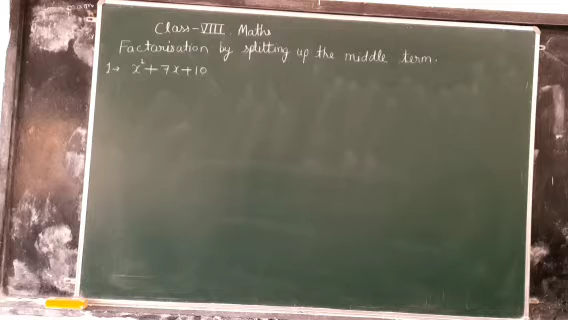 Class-VIII. Maths
Factorisation by splitting up the middle term.
1→ x²+7x+10